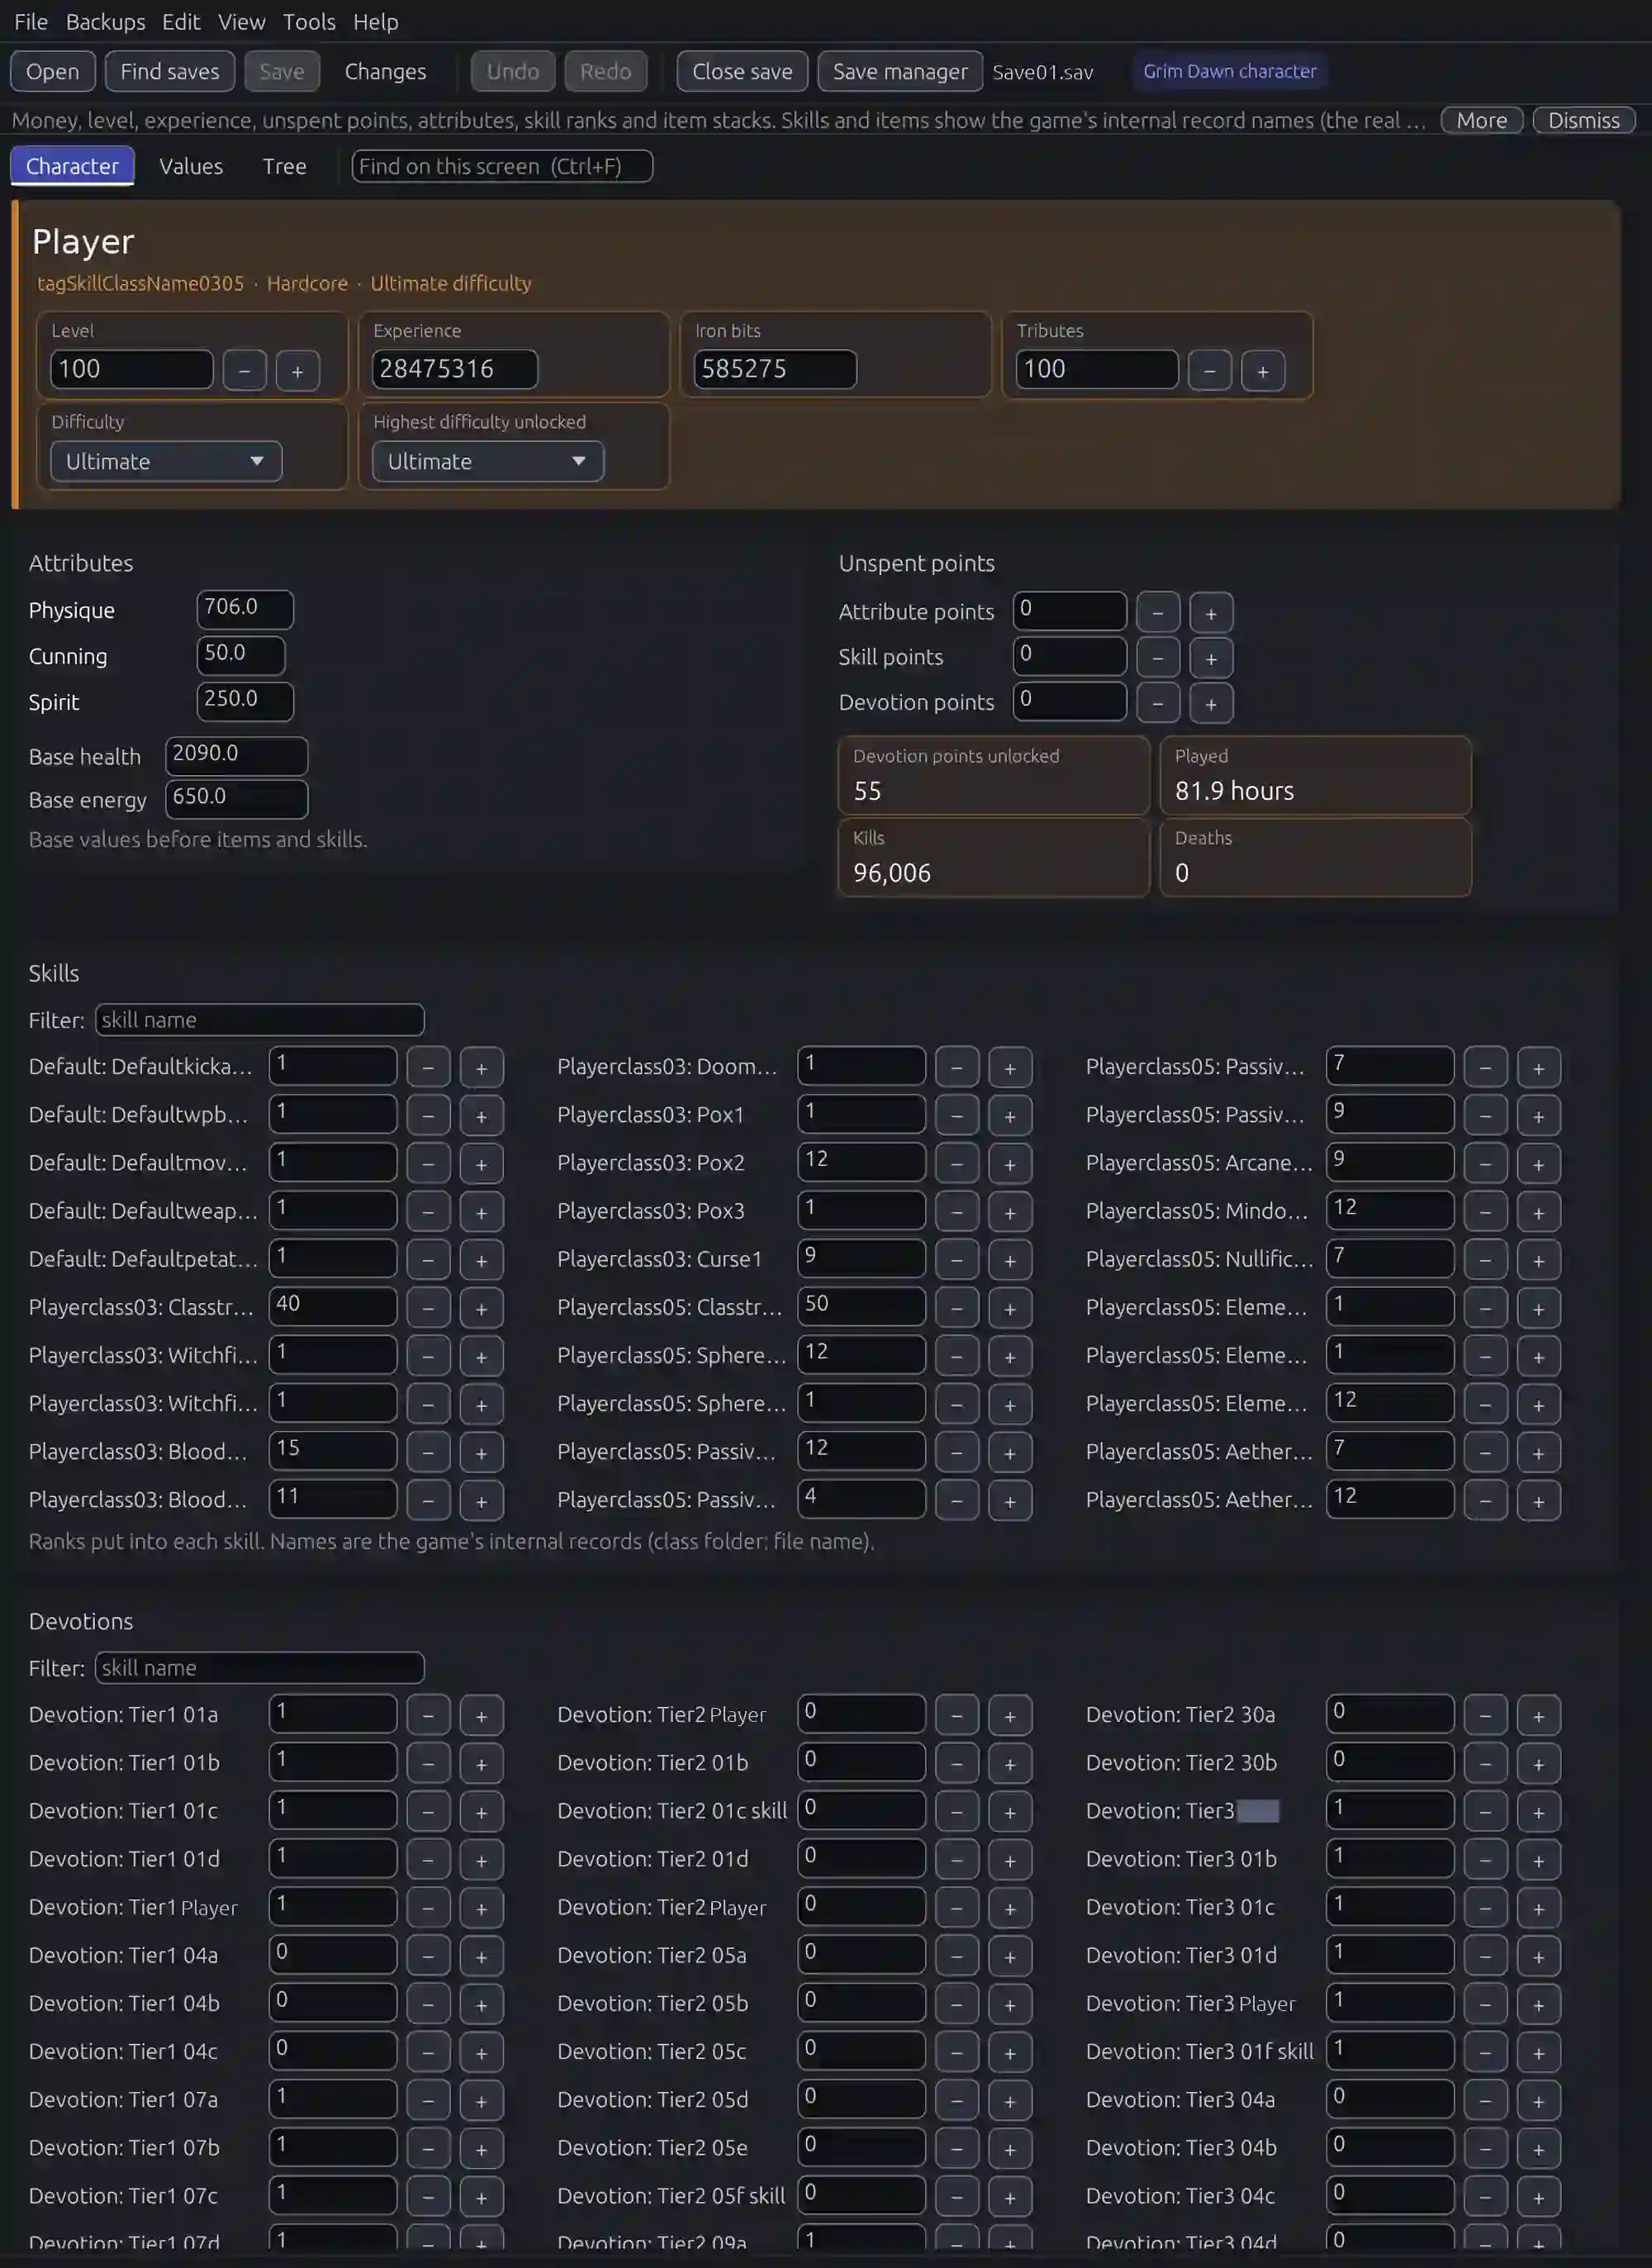 File Backups Edit View Tools Help
Open Find saves Save Changes Undo Redo Close save Save manager Save01.sav Grim Dawn character
Money, level, experience, unspent points, attributes, skill ranks and item stacks. Skills and items show the game's internal record names (the real ... More Dismiss
Character Values Tree Find on this screen (Ctrl+F)
Player
tagSkillClassName0305 · Hardcore · Ultimate difficulty
Level Experience Iron bits Tributes
100 − + 28475316 585275 100 − +
Difficulty Highest difficulty unlocked
Ultimate Ultimate
Attributes
Physique 706.0
Cunning 50.0
Spirit 250.0
Base health 2090.0
Base energy 650.0
Base values before items and skills.
Unspent points
Attribute points 0 − +
Skill points 0 − +
Devotion points 0 − +
Devotion points unlocked Played
55 81.9 hours
Kills Deaths
96,006 0
Skills
Filter: skill name
Default: Defaultkicka... 1 − + Playerclass03: Doom... 1 − + Playerclass05: Passiv... 7 − +
Default: Defaultwpb... 1 − + Playerclass03: Pox1 1 − + Playerclass05: Passiv... 9 − +
Default: Defaultmov... 1 − + Playerclass03: Pox2 12 − + Playerclass05: Arcane... 9 − +
Default: Defaultweap... 1 − + Playerclass03: Pox3 1 − + Playerclass05: Mindo... 12 − +
Default: Defaultpetat... 1 − + Playerclass03: Curse1 9 − + Playerclass05: Nullific... 7 − +
Playerclass03: Classtr... 40 − + Playerclass05: Classtr... 50 − + Playerclass05: Eleme... 1 − +
Playerclass03: Witchfi... 1 − + Playerclass05: Sphere... 12 − + Playerclass05: Eleme... 1 − +
Playerclass03: Witchfi... 1 − + Playerclass05: Sphere... 1 − + Playerclass05: Eleme... 12 − +
Playerclass03: Blood... 15 − + Playerclass05: Passiv... 12 − + Playerclass05: Aether... 7 − +
Playerclass03: Blood... 11 − + Playerclass05: Passiv... 4 − + Playerclass05: Aether... 12 − +
Ranks put into each skill. Names are the game's internal records (class folder: file name).
Devotions
Filter: skill name
Devotion: Tier1 01a 1 − + Devotion: Tier2 Player 0 − + Devotion: Tier2 30a 0 − +
Devotion: Tier1 01b 1 − + Devotion: Tier2 01b 0 − + Devotion: Tier2 30b 0 − +
Devotion: Tier1 01c 1 − + Devotion: Tier2 01c skill 0 − + Devotion: Tier3 1 − +
Devotion: Tier1 01d 1 − + Devotion: Tier2 01d 0 − + Devotion: Tier3 01b 1 − +
Devotion: Tier1 Player 1 − + Devotion: Tier2 Player 0 − + Devotion: Tier3 01c 1 − +
Devotion: Tier1 04a 0 − + Devotion: Tier2 05a 0 − + Devotion: Tier3 01d 1 − +
Devotion: Tier1 04b 0 − + Devotion: Tier2 05b 0 − + Devotion: Tier3 Player 1 − +
Devotion: Tier1 04c 0 − + Devotion: Tier2 05c 0 − + Devotion: Tier3 01f skill 1 − +
Devotion: Tier1 07a 1 − + Devotion: Tier2 05d 0 − + Devotion: Tier3 04a 0 − +
Devotion: Tier1 07b 1 − + Devotion: Tier2 05e 0 − + Devotion: Tier3 04b 0 − +
Devotion: Tier1 07c 1 − + Devotion: Tier2 05f skill 0 − + Devotion: Tier3 04c 0 − +
Devotion: Tier1 07d 1 − + Devotion: Tier2 09a 1 − + Devotion: Tier3 04d 0 − +